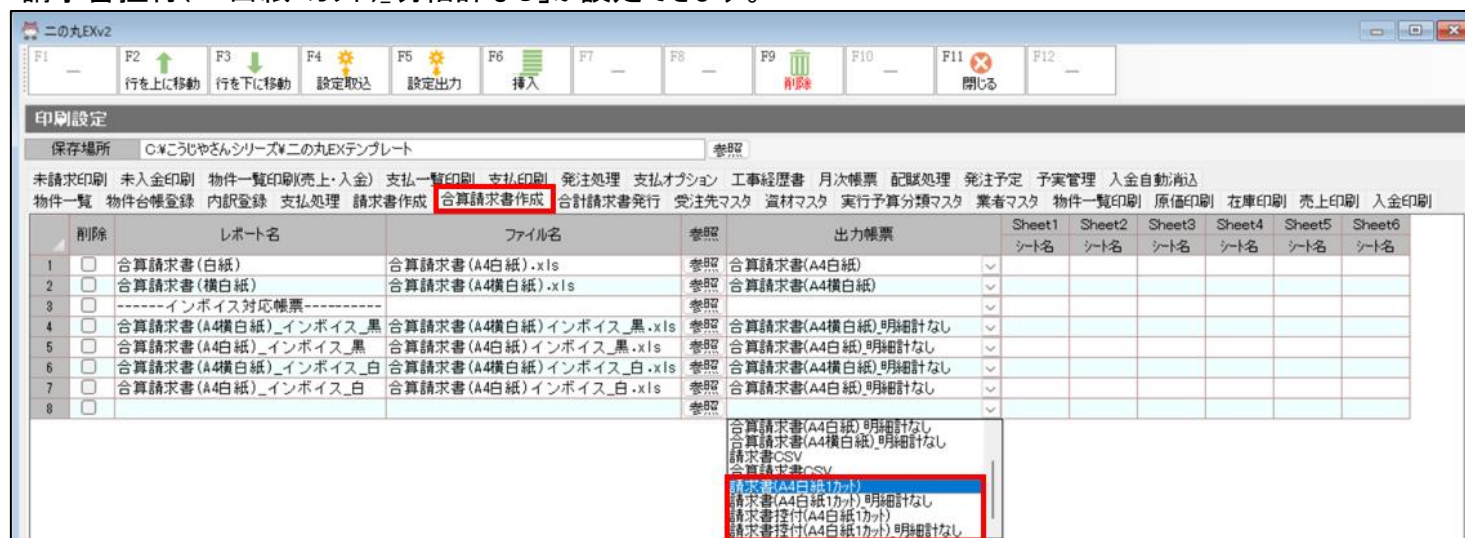 二の丸EXv2
F1 F2 F3 F4 F5 F6 F7 F8 F9 F10 F11 F12
行を上に移動 行を下に移動 設定取込 設定出力 挿入 削除 閉じる
印刷設定
保存場所 C:¥こうじやさんシリーズ¥二の丸EXテンプレート 参照
未請求印刷 未入金印刷 物件一覧印刷(売上・入金) 支払一覧印刷 支払印刷 発注処理 支払オプション 工事経歴書 月次帳票 配賦処理 発注予定 予実管理 入金自動消込
物件一覧 物件台帳登録 内訳登録 支払処理 請求書作成 合算請求書作成 合計請求書発行 受注先マスタ 資材マスタ 実行予算分類マスタ 業者マスタ 物件一覧印刷 原価印刷 在庫印刷 売上印刷 入金印刷
削除 レポート名 ファイル名 参照 出力帳票 Sheet1 Sheet2 Sheet3 Sheet4 Sheet5 Sheet6
シート名 シート名 シート名 シート名 シート名 シート名
1 合算請求書(白紙) 合算請求書(A4白紙).xls 参照 合算請求書(A4白紙)
2 合算請求書(横白紙) 合算請求書(A4横白紙).xls 参照 合算請求書(A4横白紙)
3 ------インボイス対応帳票---------- 参照
4 合算請求書(A4横白紙)_インボイス_黒 合算請求書(A4横白紙)インボイス_黒.xls 参照 合算請求書(A4横白紙)_明細計なし
5 合算請求書(A4白紙)_インボイス_黒 合算請求書(A4白紙)インボイス_黒.xls 参照 合算請求書(A4白紙)_明細計なし
6 合算請求書(A4横白紙)_インボイス_白 合算請求書(A4横白紙)インボイス_白.xls 参照 合算請求書(A4横白紙)_明細計なし
7 合算請求書(A4白紙)_インボイス_白 合算請求書(A4白紙)インボイス_白.xls 参照 合算請求書(A4白紙)_明細計なし
8 参照
合算請求書(A4白紙)_明細計なし
合算請求書(A4横白紙)_明細計なし
請求書CSV
合算請求書CSV
請求書(A4白紙1カット)
請求書(A4白紙1カット)_明細計なし
請求書控付(A4白紙1カット)
請求書控付(A4白紙1カット)_明細計なし